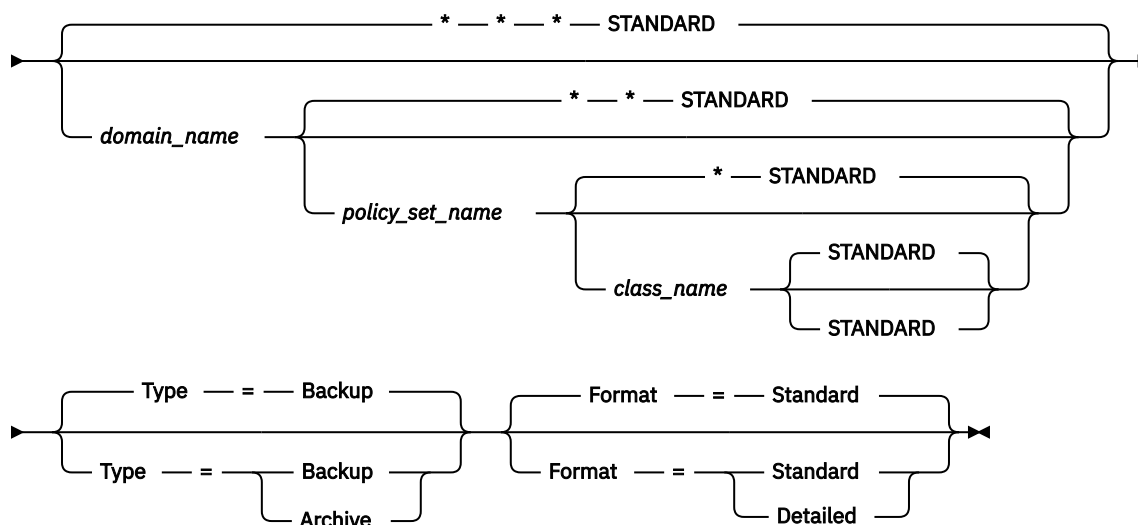 * * * STANDARD
* * STANDARD
domain_name
* STANDARD
policy_set_name
STANDARD
class_name
STANDARD
Type = Backup Format = Standard
Type = Backup Format = Standard
Archive Detailed